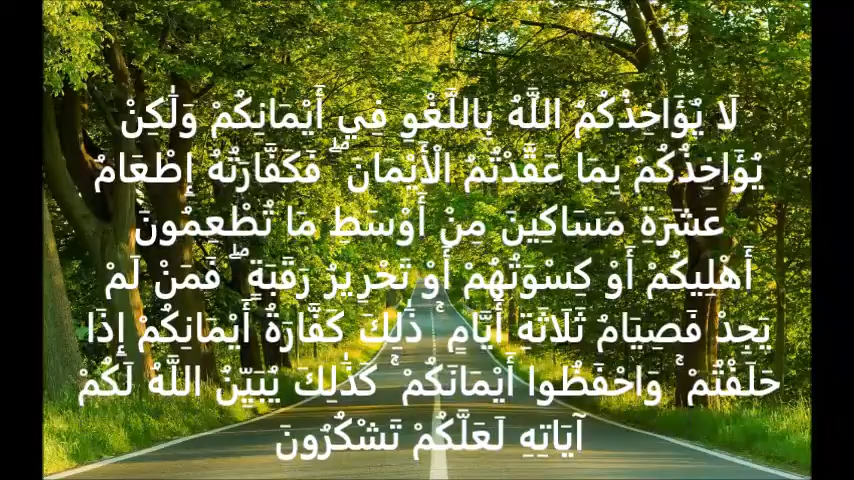 لَا يُؤَاخِذُكُمُ اللَّهُ بِاللَّغْوِ فِي أَيْمَانِكُمْ وَلَٰكِنْ
يُؤَاخِذُكُمْ بِمَا عَقَّدْتُمُ الْأَيْمَانَ ۖ فَكَفَّارَتُهُ إِطْعَامُ
عَشَرَةِ مَسَاكِينَ مِنْ أَوْسَطِ مَا تُطْعِمُونَ
أَهْلِيكُمْ أَوْ كِسْوَتُهُمْ أَوْ تَحْرِيرُ رَقَبَةٍ ۖ فَمَنْ لَمْ
يَجِدْ فَصِيَامُ ثَلَاثَةِ أَيَّامٍ ۚ ذَٰلِكَ كَفَّارَةُ أَيْمَانِكُمْ إِذَا
حَلَفْتُمْ ۚ وَاحْفَظُوا أَيْمَانَكُمْ ۚ كَذَٰلِكَ يُبَيِّنُ اللَّهُ لَكُمْ
آيَاتِهِ لَعَلَّكُمْ تَشْكُرُونَ